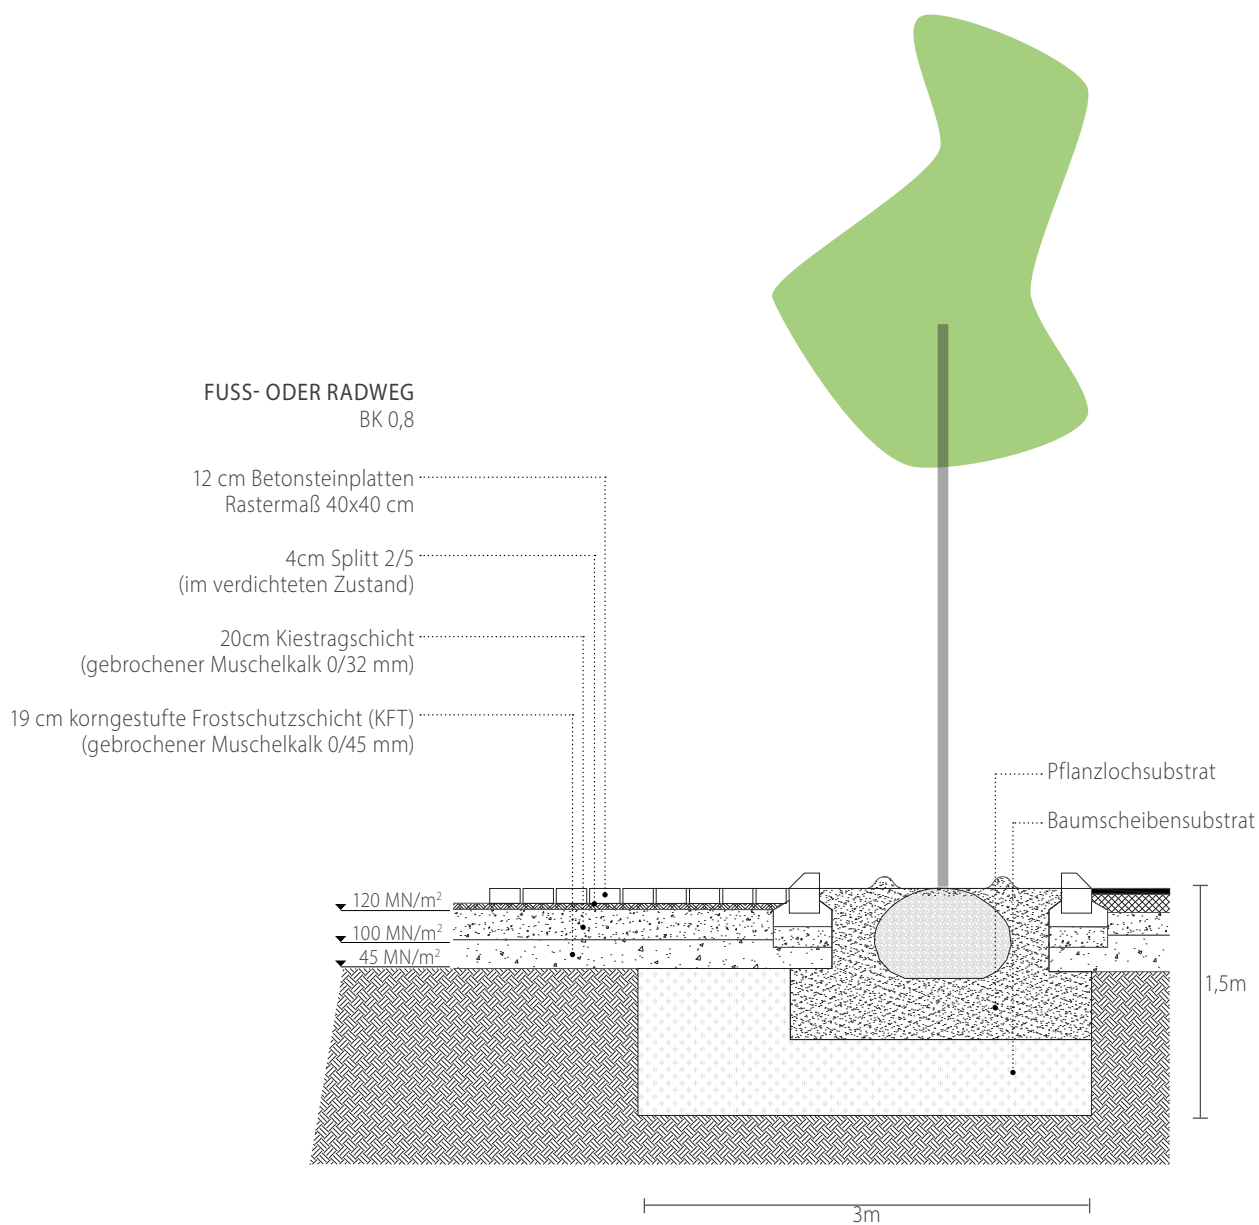 FUSS- ODER RADWEG
BK 0,8
12 cm Betonsteinplatten
Rastermaß 40x40 cm
4cm Splitt 2/5
(im verdichteten Zustand)
20cm Kiestragschicht
(gebrochener Muschelkalk 0/32 mm)
19 cm korngestufte Frostschutzschicht (KFT)
(gebrochener Muschelkalk 0/45 mm)
Pflanzlochsubstrat
Baumscheibensubstrat
120 MN/m²
100 MN/m²
45 MN/m²
1,5m
3m